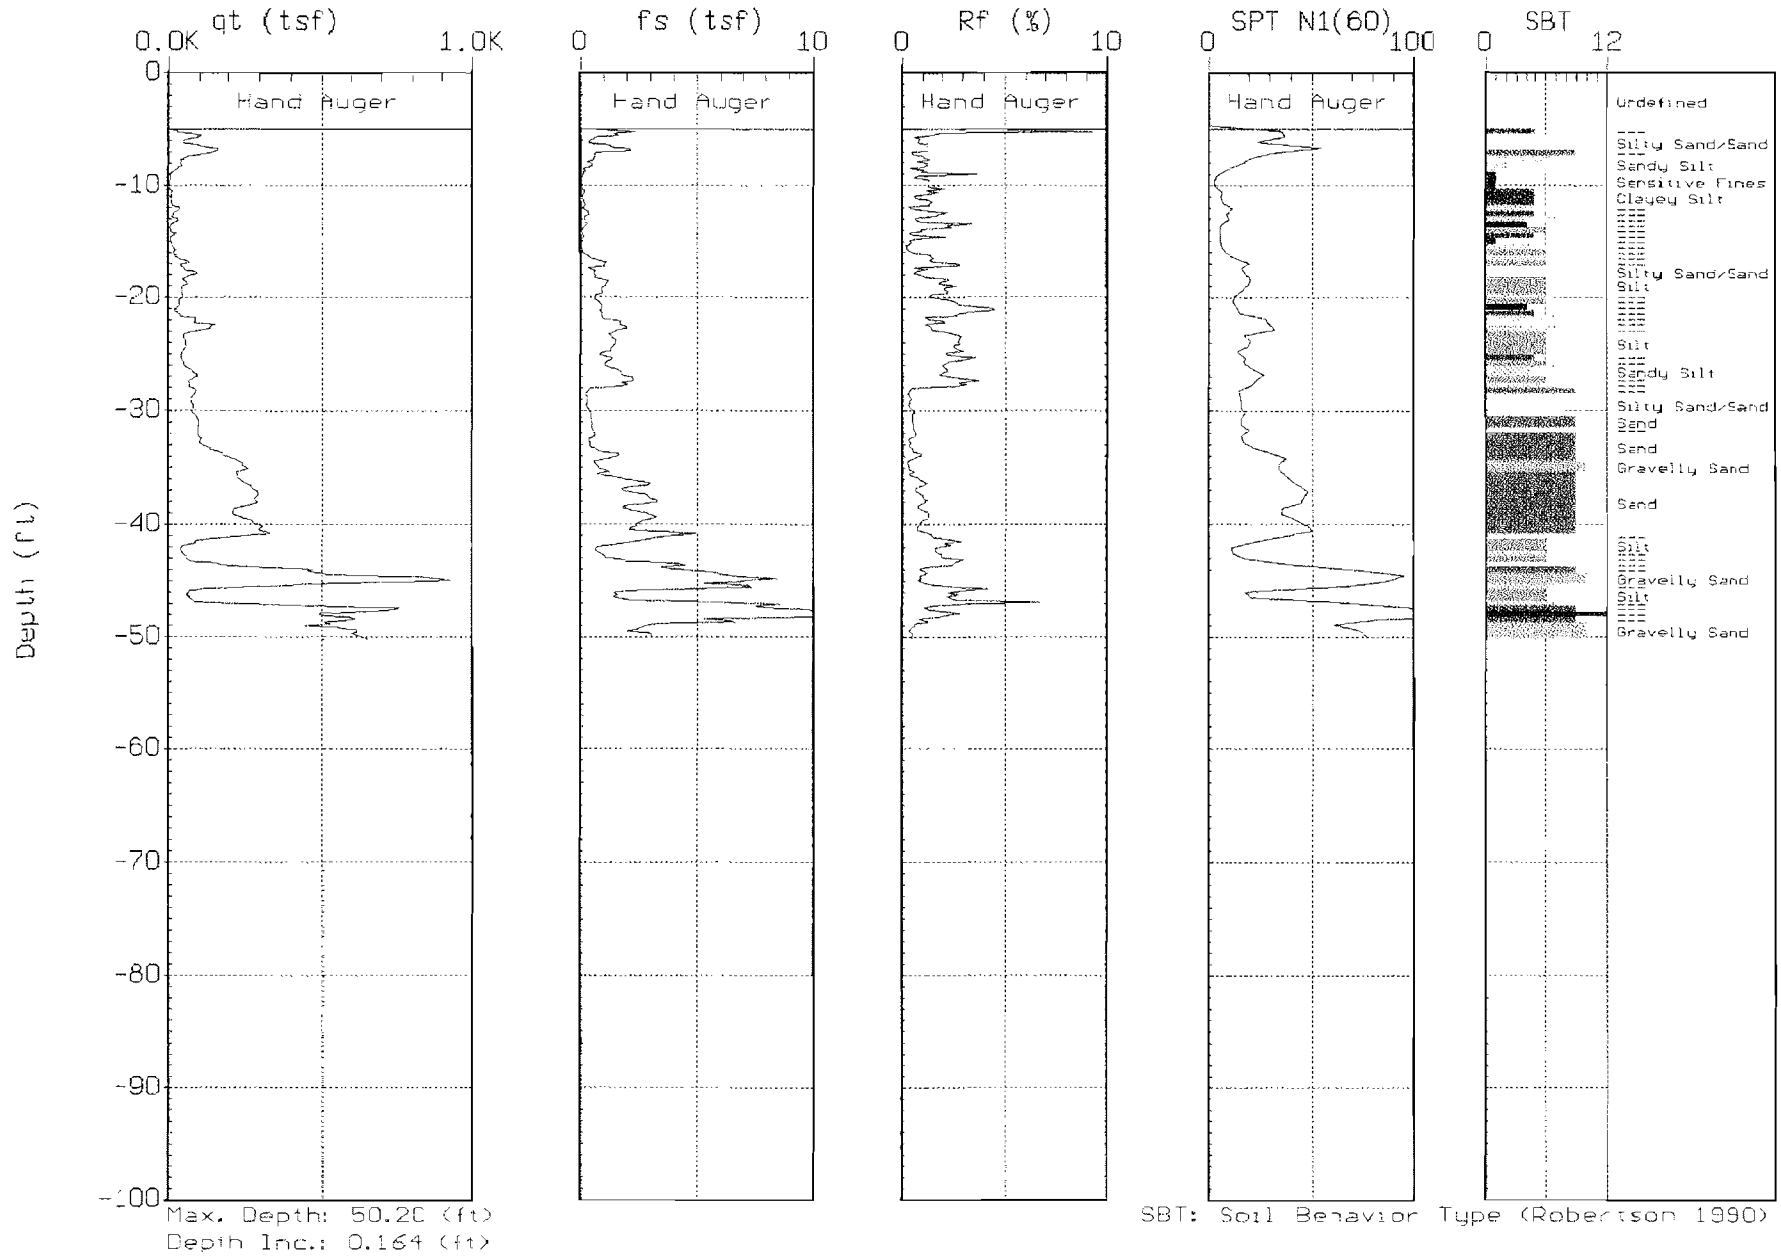 qt (tsf) fs (tsf) Rf (%) SPT N1(60) SBT
0.0K 1.0K 0 10 0 10 0 100 0 12
0
Hand Auger Hand Auger Hand Auger Hand Auger Undefined
---
Silty Sand/Sand
---
Sandy Silt
-10
Sensitive Fines
Clayey Silt
---
---
---
---
---
---
Silty Sand/Sand
Silt
-20
---
---
---
---
Silt
---
---
Sandy Silt
---
-30
Silty Sand/Sand
Sand
---
Sand
Gravelly Sand
Sand
-40
---
Silt
---
---
Gravelly Sand
---
Silt
---
---
-50
Gravelly Sand
Depth (ft)
-60
-70
-80
-90
-100
Max. Depth: 50.20 (ft) SBT: Soil Behavior Type (Robertson 1990)
Depth Inc.: 0.164 (ft)